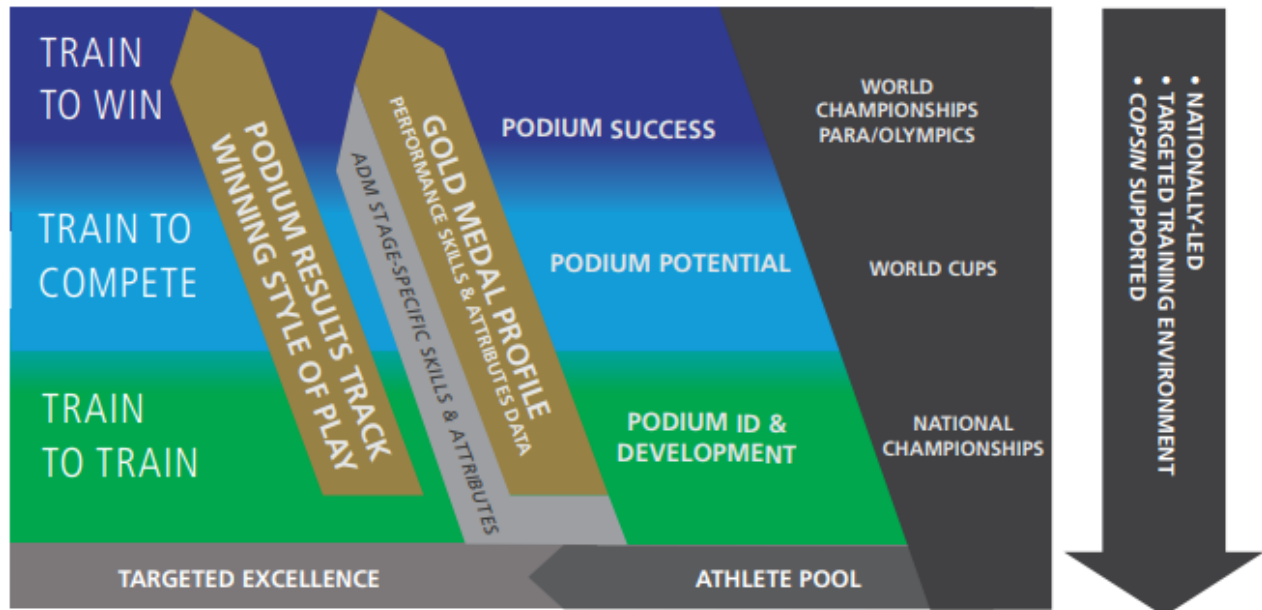 TRAIN
TO WIN
TRAIN TO
COMPETE
TRAIN
TO TRAIN
PODIUM RESULTS TRACK
WINNING STYLE OF PLAY
GOLD MEDAL PROFILE
PERFORMANCE SKILLS & ATTRIBUTES DATA
ADM STAGE-SPECIFIC SKILLS & ATTRIBUTES
PODIUM SUCCESS
PODIUM POTENTIAL
PODIUM ID &
DEVELOPMENT
WORLD
CHAMPIONSHIPS
PARA/OLYMPICS
WORLD CUPS
NATIONAL
CHAMPIONSHIPS
• NATIONALLY-LED
• TARGETED TRAINING ENVIRONMENT
• COPSIN SUPPORTED
TARGETED EXCELLENCE
ATHLETE POOL